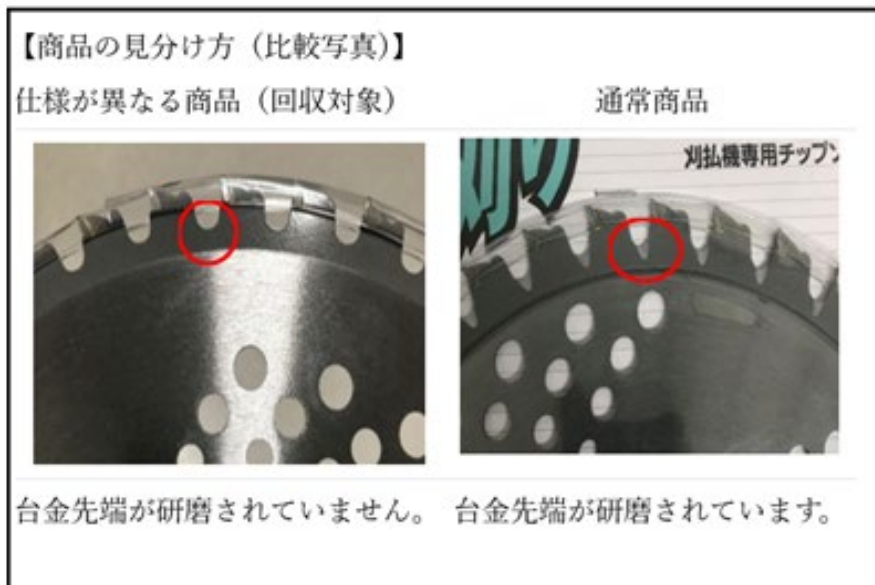 【商品の見分け方（比較写真）】
仕様が異なる商品（回収対象）
通常商品
刈払機専用チップソ
台金先端が研磨されていません。
台金先端が研磨されています。